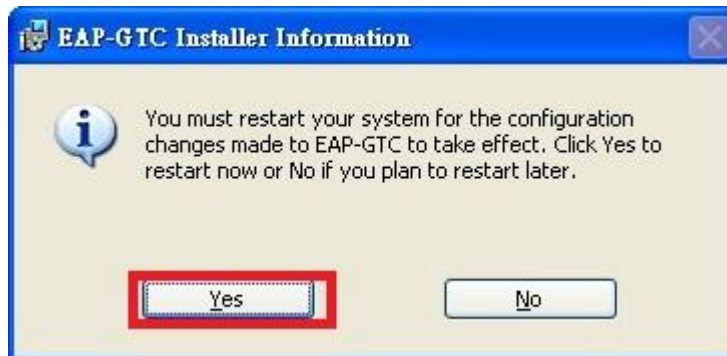 EAP-GTC Installer Information
You must restart your system for the configuration
changes made to EAP-GTC to take effect. Click Yes to
restart now or No if you plan to restart later.
Yes
No